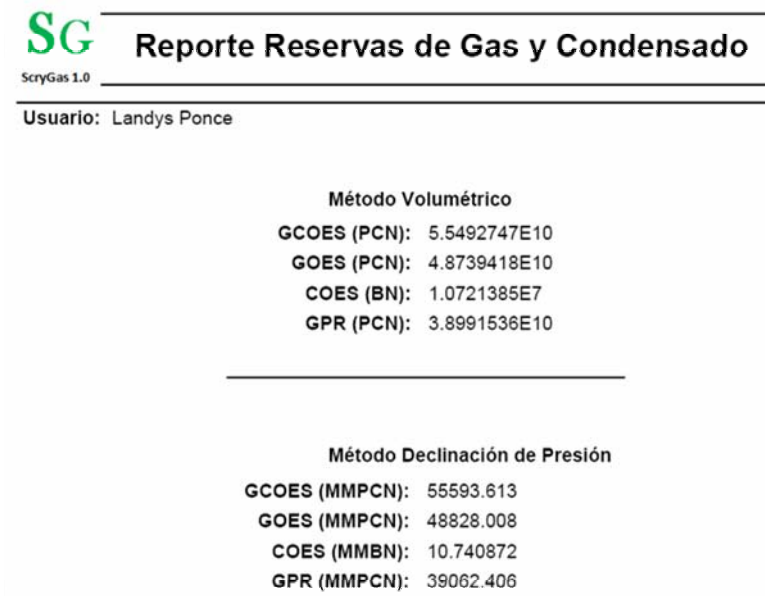 SG
Reporte Reservas de Gas y Condensado
ScryGas 1.0
Usuario: Landys Ponce
Método Volumétrico
GCOES (PCN): 5.5492747E10
GOES (PCN): 4.8739418E10
COES (BN): 1.0721385E7
GPR (PCN): 3.8991536E10
Método Declinación de Presión
GCOES (MMPCN): 55593.613
GOES (MMPCN): 48828.008
COES (MMBN): 10.740872
GPR (MMPCN): 39062.406